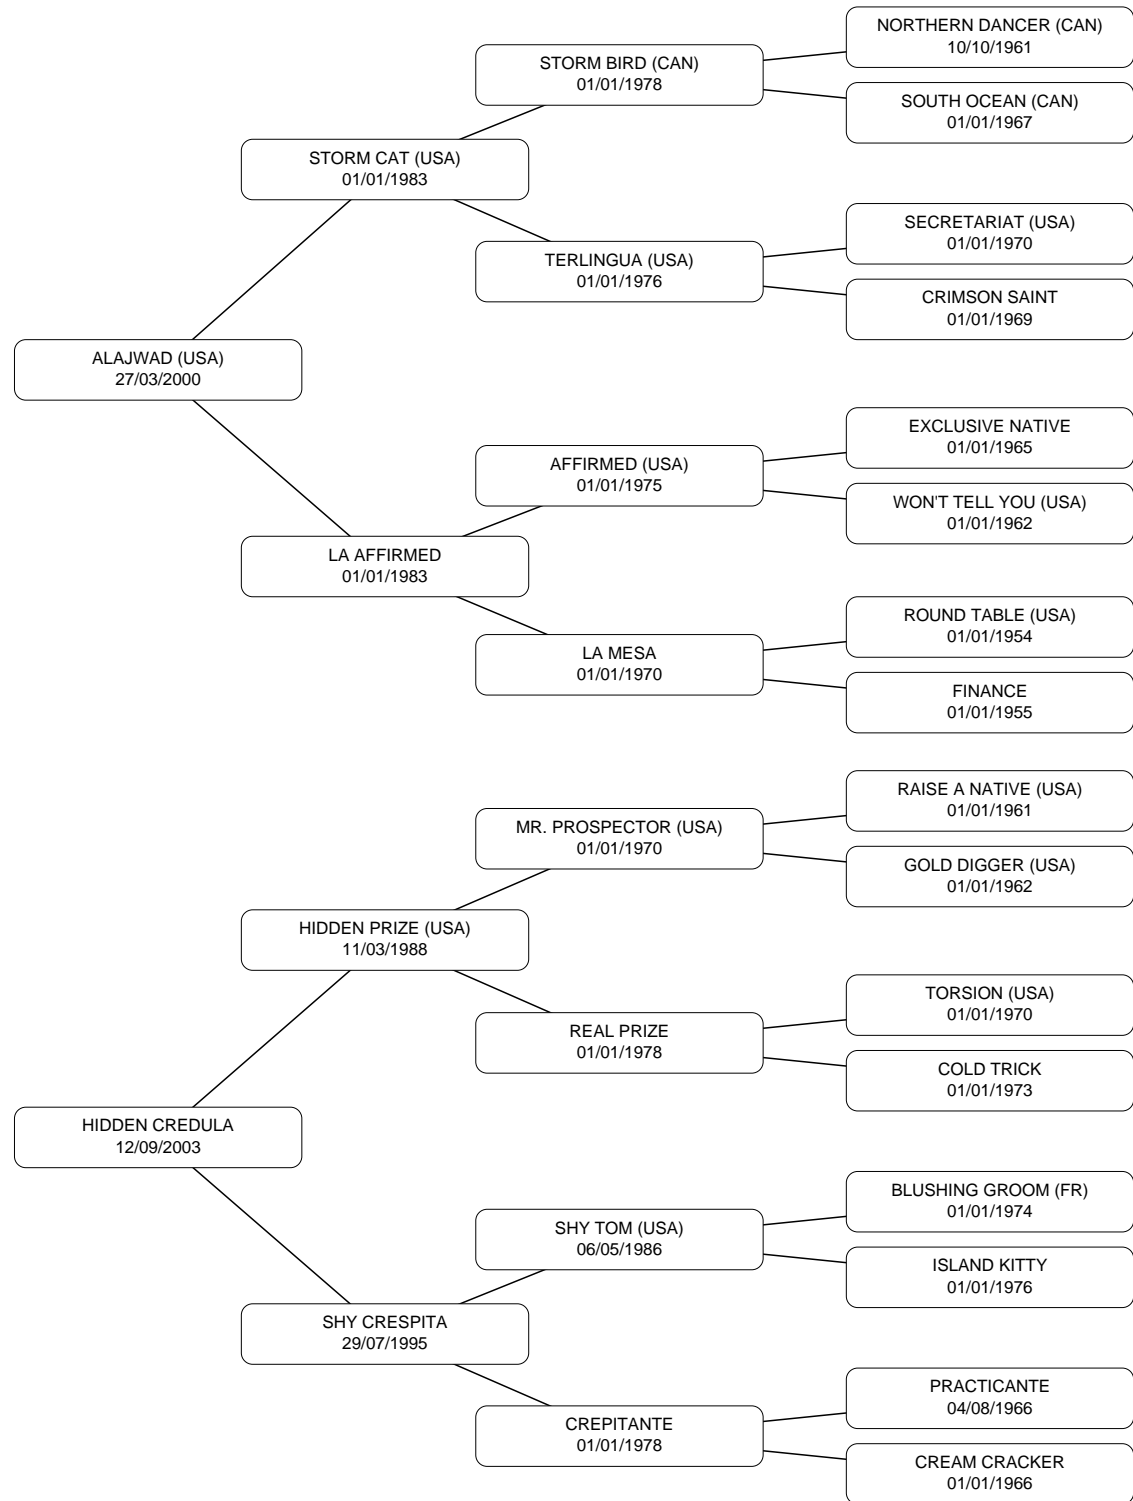 NORTHERN DANCER (CAN)
10/10/1961
STORM BIRD (CAN)
01/01/1978
SOUTH OCEAN (CAN)
01/01/1967
STORM CAT (USA)
01/01/1983
SECRETARIAT (USA)
01/01/1970
TERLINGUA (USA)
01/01/1976
CRIMSON SAINT
01/01/1969
ALAJWAD (USA)
27/03/2000
EXCLUSIVE NATIVE
01/01/1965
AFFIRMED (USA)
01/01/1975
WON'T TELL YOU (USA)
01/01/1962
LA AFFIRMED
01/01/1983
ROUND TABLE (USA)
01/01/1954
LA MESA
01/01/1970
FINANCE
01/01/1955
RAISE A NATIVE (USA)
01/01/1961
MR. PROSPECTOR (USA)
01/01/1970
GOLD DIGGER (USA)
01/01/1962
HIDDEN PRIZE (USA)
11/03/1988
TORSION (USA)
01/01/1970
REAL PRIZE
01/01/1978
COLD TRICK
01/01/1973
HIDDEN CREDULA
12/09/2003
BLUSHING GROOM (FR)
01/01/1974
SHY TOM (USA)
06/05/1986
ISLAND KITTY
01/01/1976
SHY CRESPITA
29/07/1995
PRACTICANTE
04/08/1966
CREPITANTE
01/01/1978
CREAM CRACKER
01/01/1966